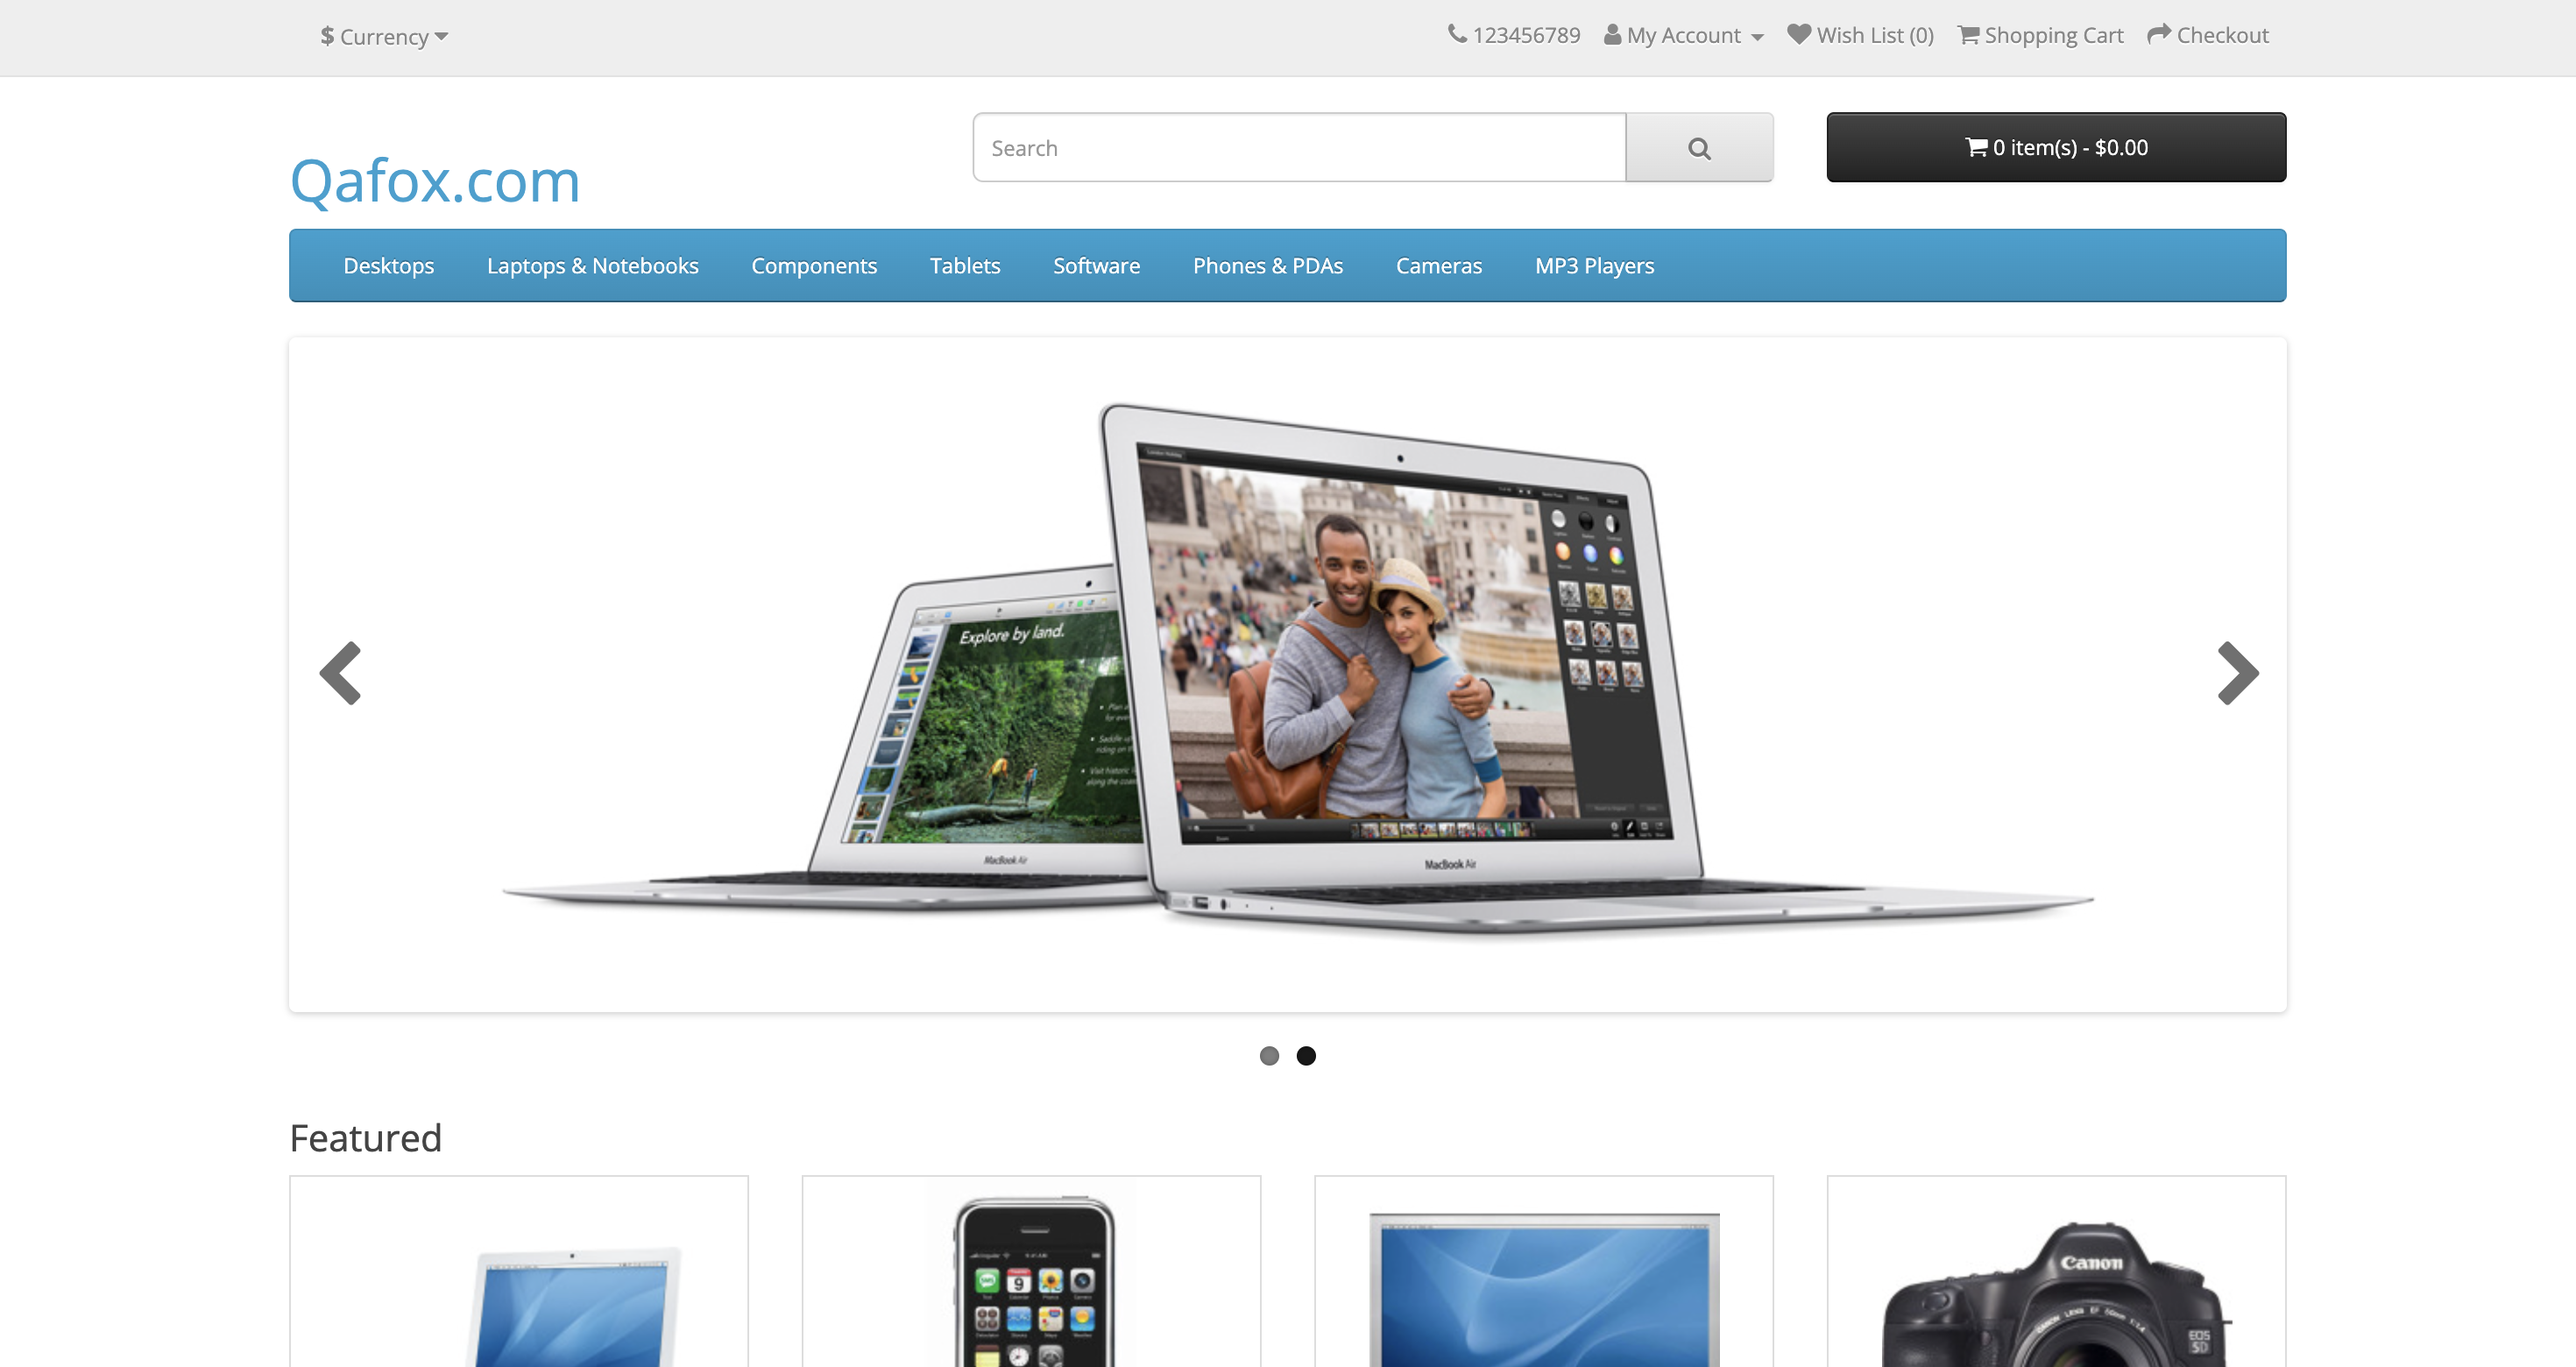 $ Currency
123456789 My Account Wish List (0) Shopping Cart Checkout
Search
0 item(s) - $0.00
Qafox.com
Desktops Laptops & Notebooks Components Tablets Software Phones & PDAs Cameras MP3 Players
Explore by land.
MacBook Air
MacBook Air
Featured
9
Canon
EOS
5D